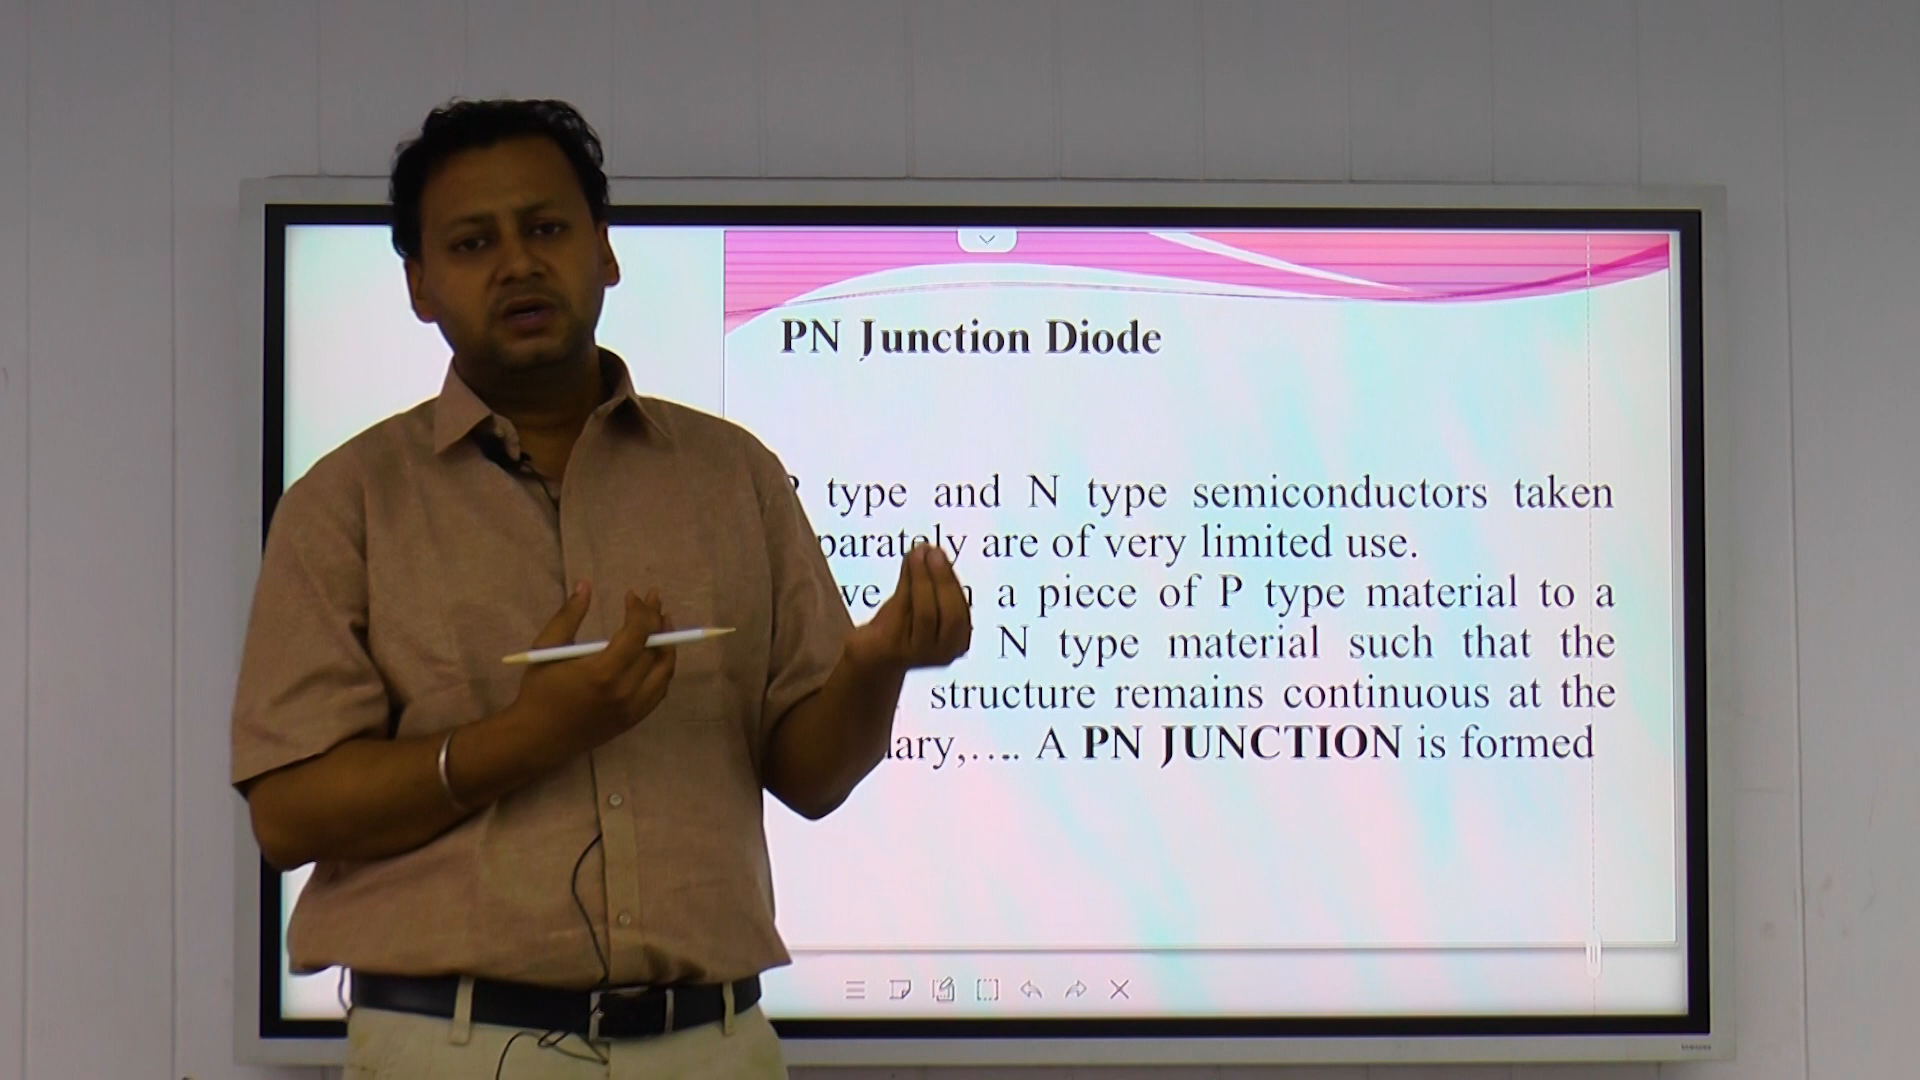 PN Junction Diode
type and N type semiconductors taken
are of very limited use.
a piece of P type material to a
N type material such that the
structure remains continuous at the
A PN JUNCTION is formed
SAMSUNG